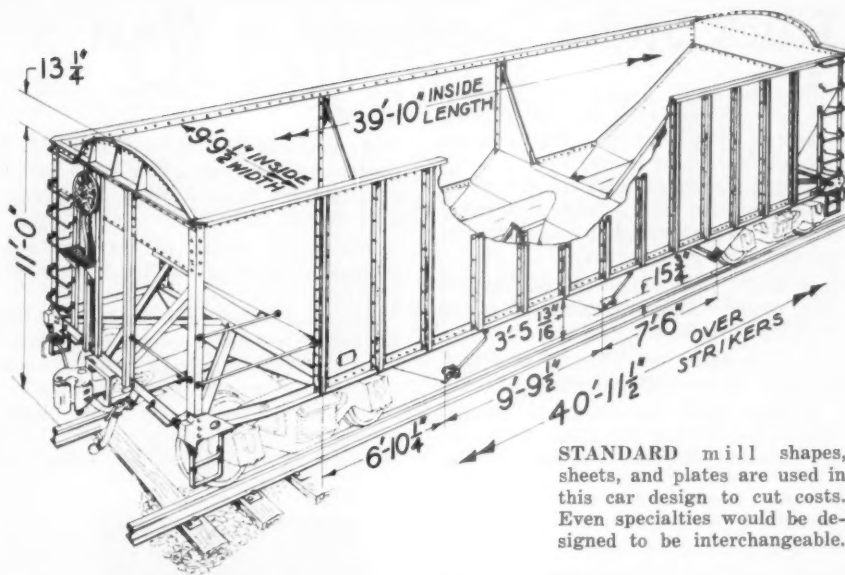 13 1/4"
39'-10" INSIDE
LENGTH
9'-9 1/2" INSIDE
WIDTH
11'-0"
15 3/4"
3'-5 13/16"
7'-6"
OVER
STRIKERS
9'-9 1/2"
40'-11 1/2"
6'-10 1/4"
STANDARD mill shapes,
sheets, and plates are used in
this car design to cut costs.
Even specialties would be de-
signed to be interchangeable.